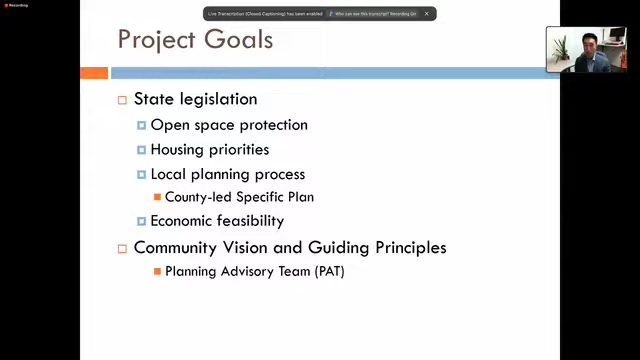 Recording
Live Transcription (Closed Captioning) has been enabled
Who can see this transcript? Recording On
Project Goals
State legislation
Open space protection
Housing priorities
Local planning process
County-led Specific Plan
Economic feasibility
Community Vision and Guiding Principles
Planning Advisory Team (PAT)